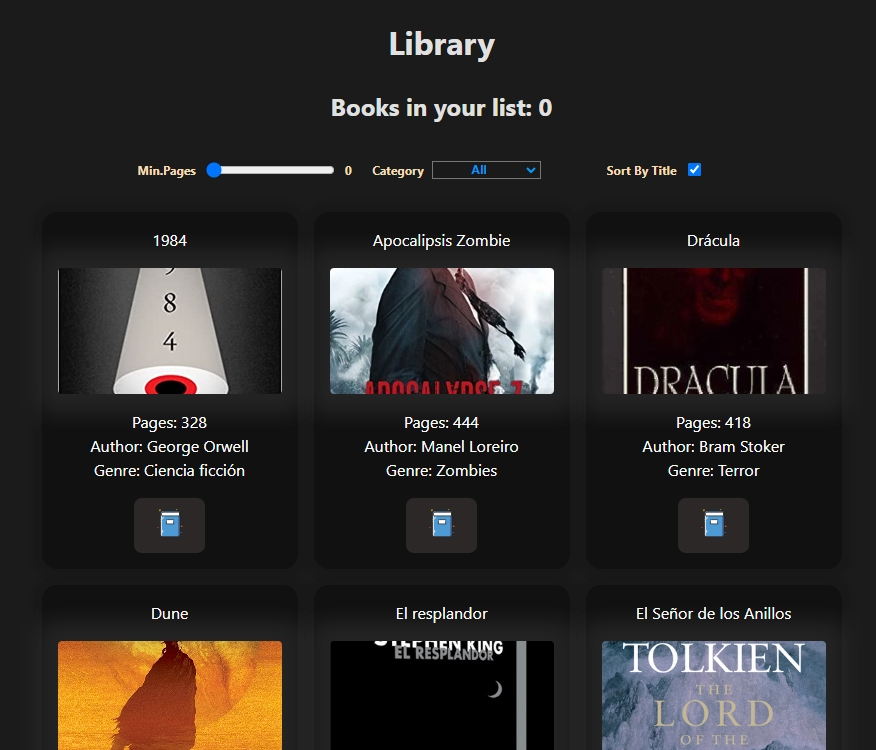 Library
Books in your list: 0
Min.Pages 0 Category All Sort By Title
1984 Apocalipsis Zombie Drácula
8
4
APOCALYPSE Z
DRACULA
Pages: 328 Pages: 444 Pages: 418
Author: George Orwell Author: Manel Loreiro Author: Bram Stoker
Genre: Ciencia ficción Genre: Zombies Genre: Terror
Dune El resplandor El Señor de los Anillos
STEPHEN KING
EL RESPLANDOR
TOLKIEN
THE
LORD
OF THE